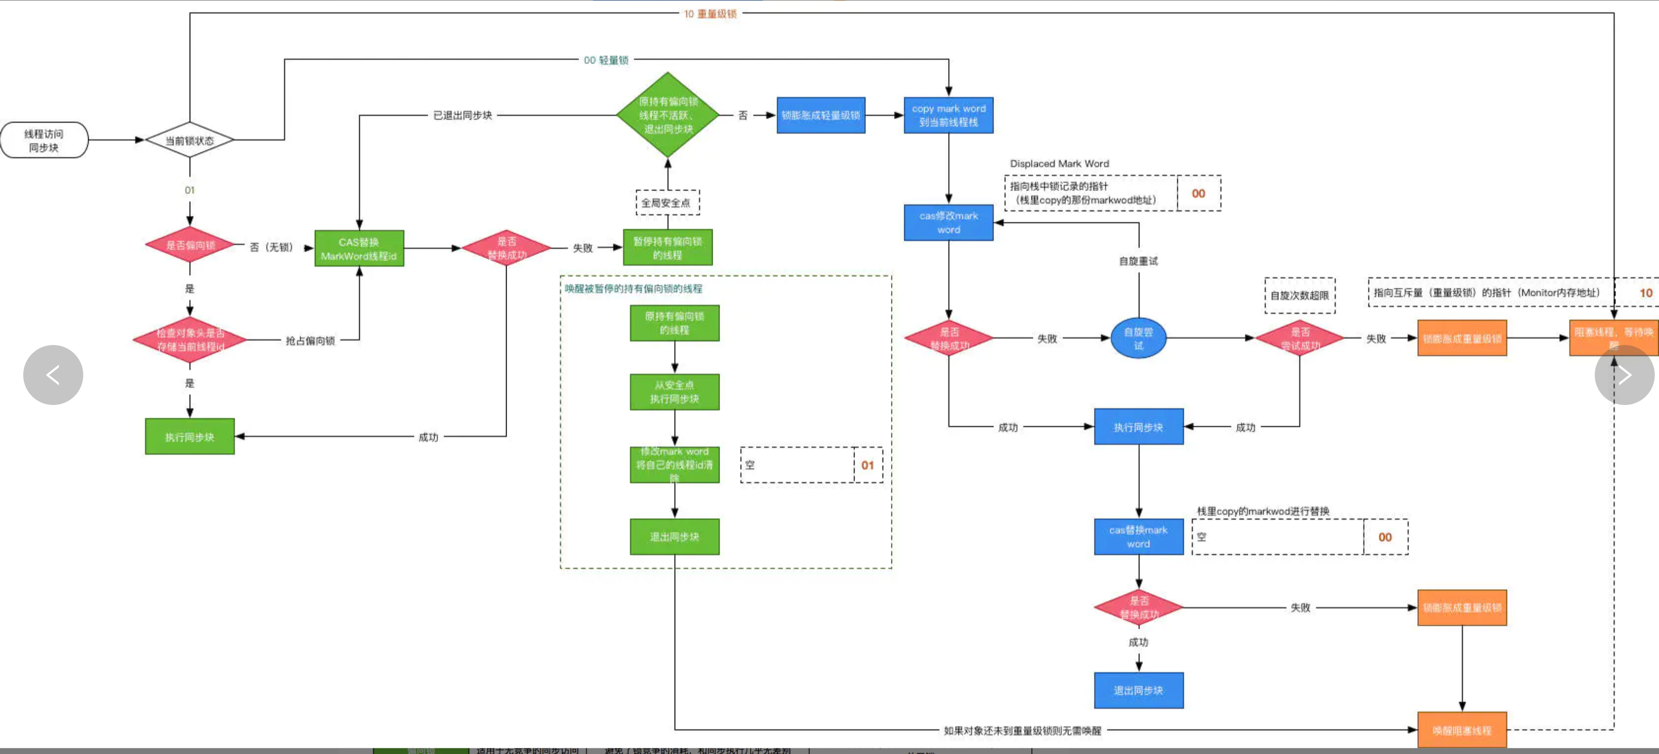 10 重量级锁
00 轻量锁
线程访问
同步块
当前锁状态
已退出同步块
原持有偏向锁
线程不活跃、
退出同步块
否
锁膨胀成轻量级锁
copy mark word
到当前线程栈
Displaced Mark Word
指向栈中锁记录的指针
（栈里copy的那份markwod地址）
00
01
全局安全点
cas修改mark
word
是否偏向锁
否（无锁）
CAS替换
MarkWord线程id
是否
替换成功
失败
暂停持有偏向锁
的线程
自旋重试
是
唤醒被暂停的持有偏向锁的线程
自旋次数超限
指向互斥量（重量级锁）的指针（Monitor内存地址）
10
检查对象头是否
存储当前线程id
抢占偏向锁
原持有偏向锁
的线程
是否
替换成功
失败
自旋尝
试
是否
尝试成功
失败
锁膨胀成重量级锁
阻塞线程、等待唤
醒
是
从安全点
执行同步块
执行同步块
成功
成功
执行同步块
成功
修改mark word
将自己的线程id清
除
空
01
栈里copy的markwod进行替换
退出同步块
cas替换mark
word
空
00
是否
替换成功
失败
锁膨胀成重量级锁
成功
退出同步块
如果对象还未到重量级锁则无需唤醒
唤醒阻塞线程